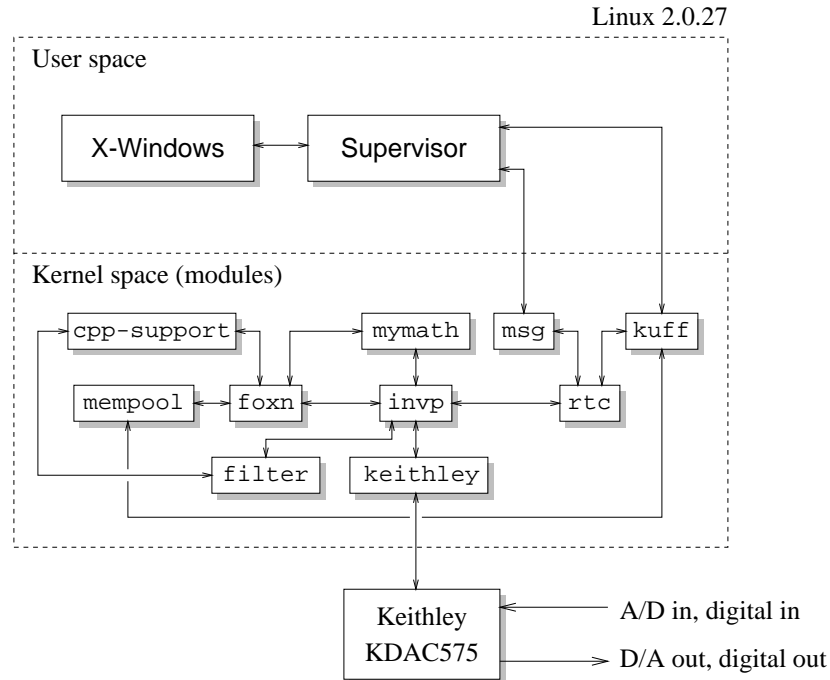 Linux 2.0.27
User space
X-Windows
Supervisor
Kernel space (modules)
cpp-support
mymath
msg
kuff
mempool
foxn
invp
rtc
filter
keithley
Keithley
KDAC575
A/D in, digital in
D/A out, digital out